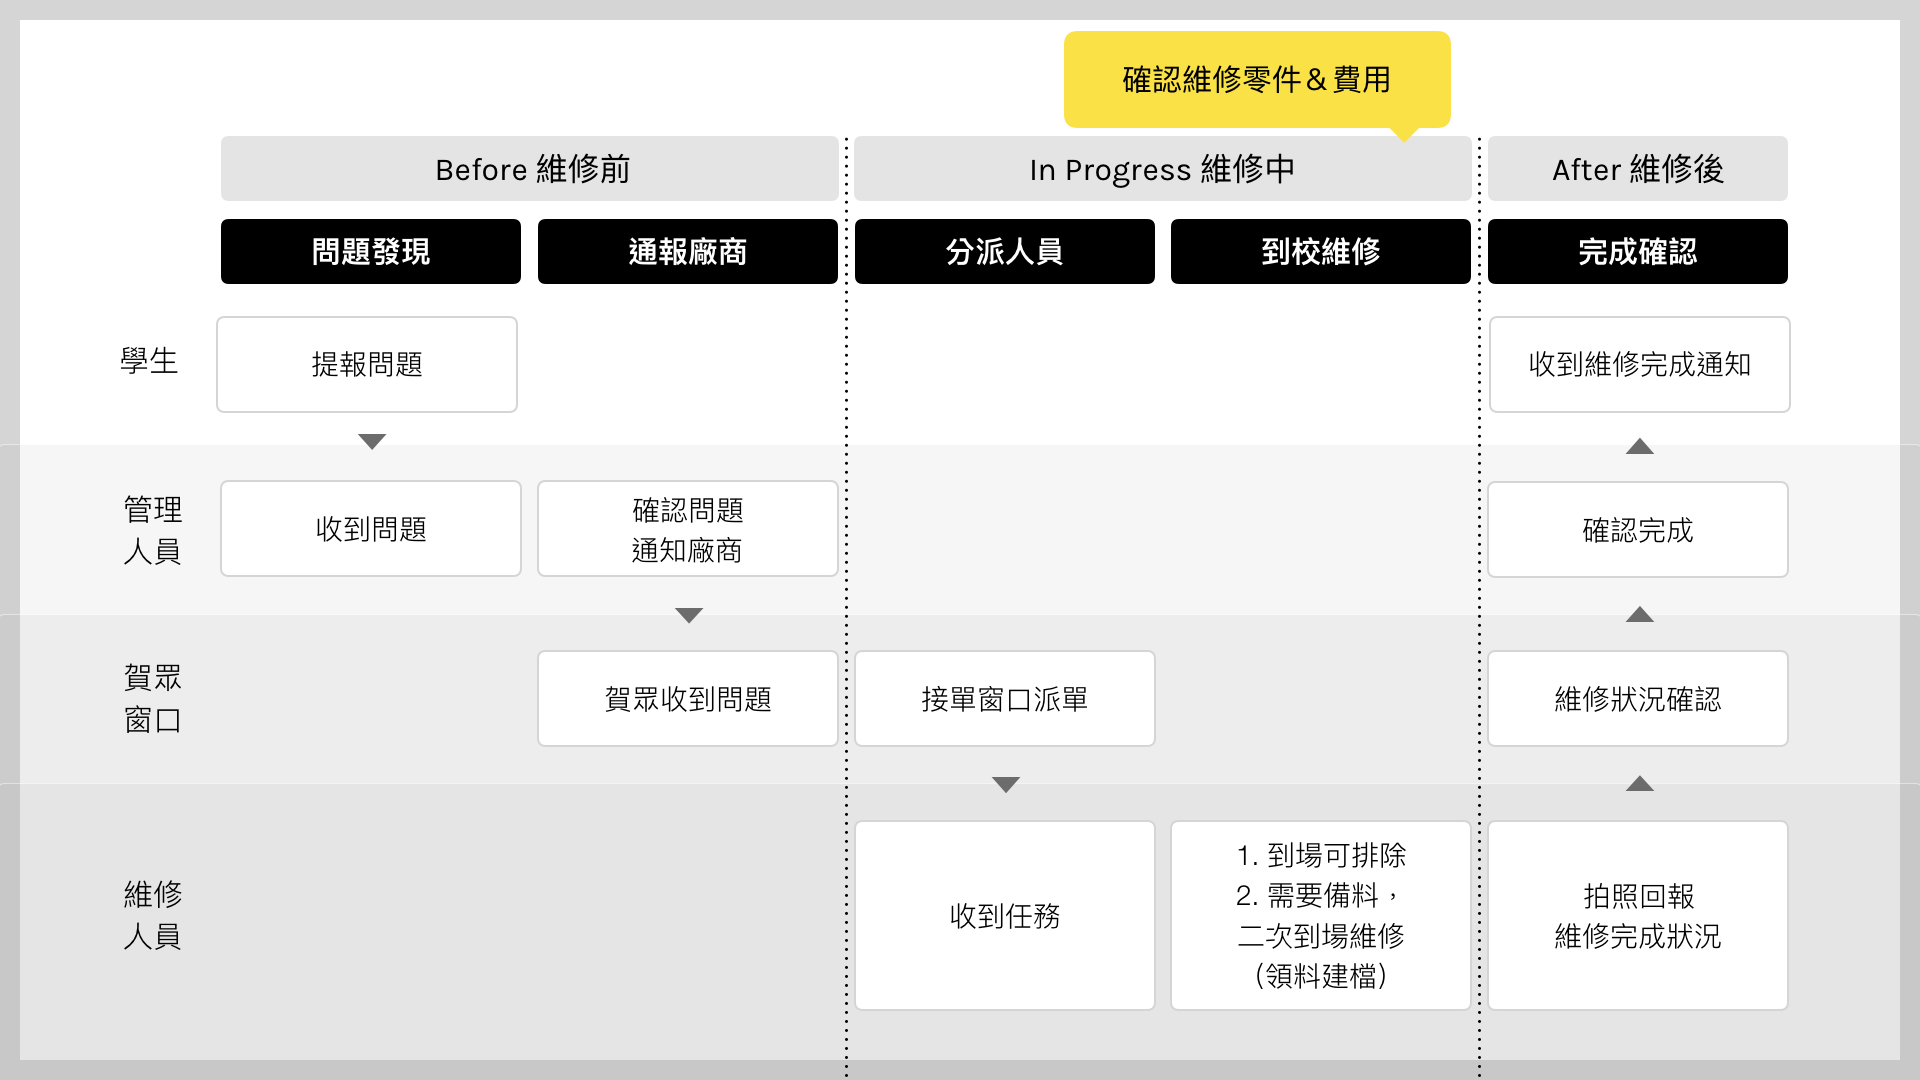 確認維修零件＆費用
Before 維修前
In Progress 維修中
After 維修後
問題發現
通報廠商
分派人員
到校維修
完成確認
學生
提報問題
收到維修完成通知
管理
人員
收到問題
確認問題
通知廠商
確認完成
賀眾
窗口
賀眾收到問題
接單窗口派單
維修狀況確認
維修
人員
收到任務
1. 到場可排除
2. 需要備料，
二次到場維修
（領料建檔）
拍照回報
維修完成狀況